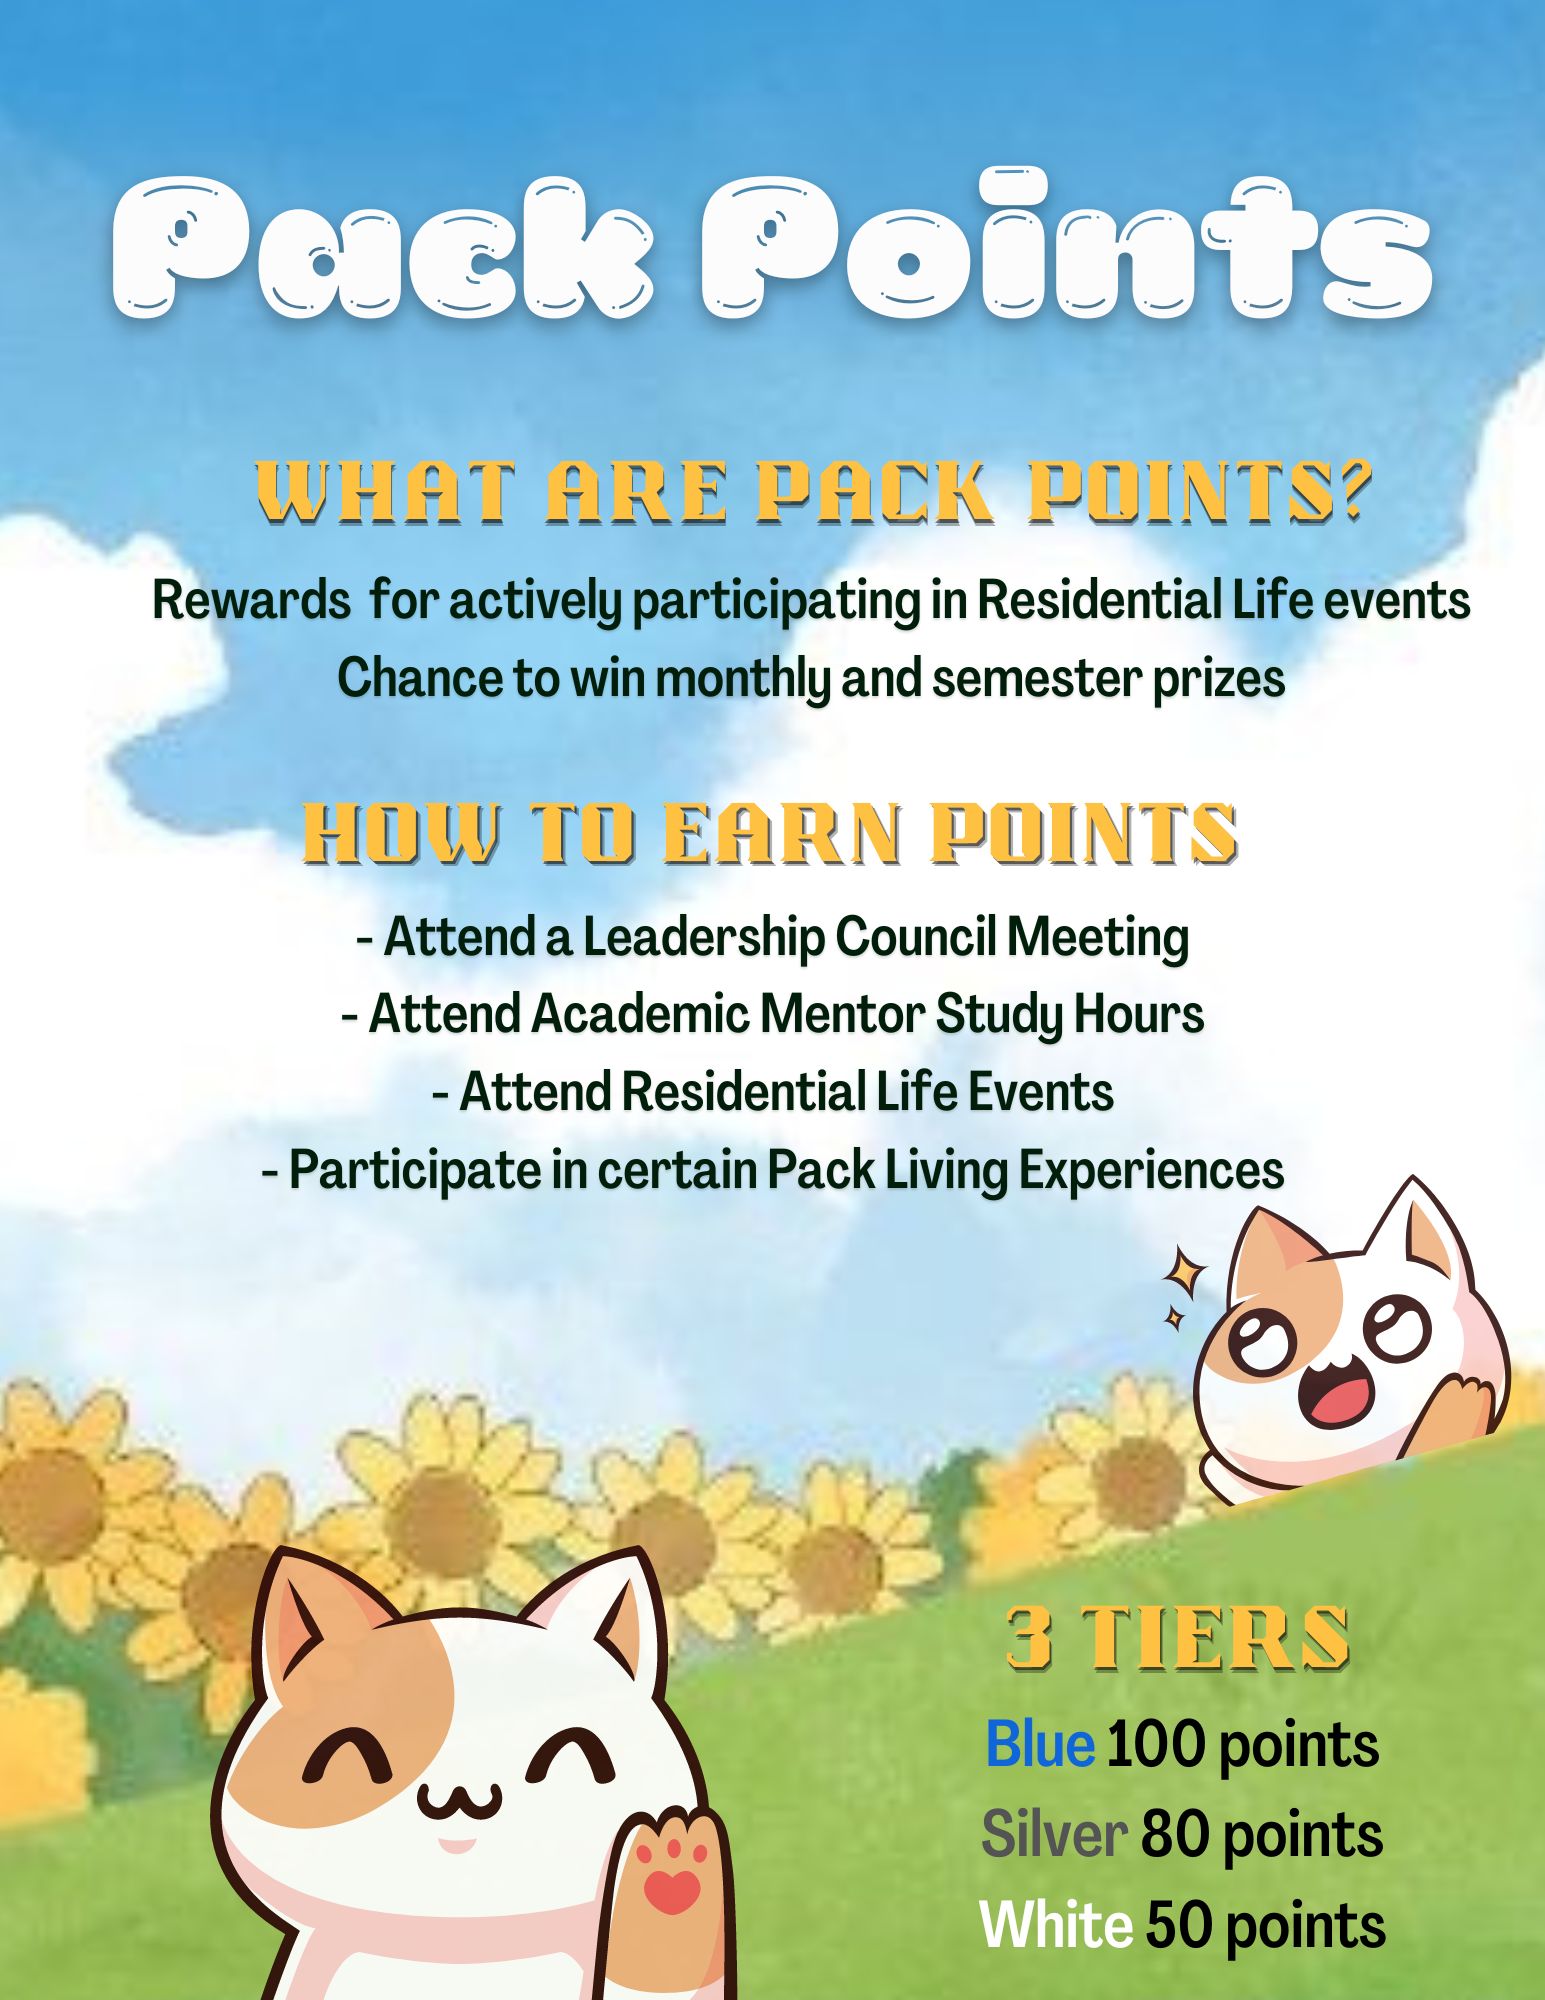 Pack Points
WHAT ARE PACK POINTS?
Rewards for actively participating in Residential Life events
Chance to win monthly and semester prizes
HOW TO EARN POINTS
- Attend a Leadership Council Meeting
- Attend Academic Mentor Study Hours
- Attend Residential Life Events
- Participate in certain Pack Living Experiences
3 TIERS
Blue 100 points
Silver 80 points
White 50 points